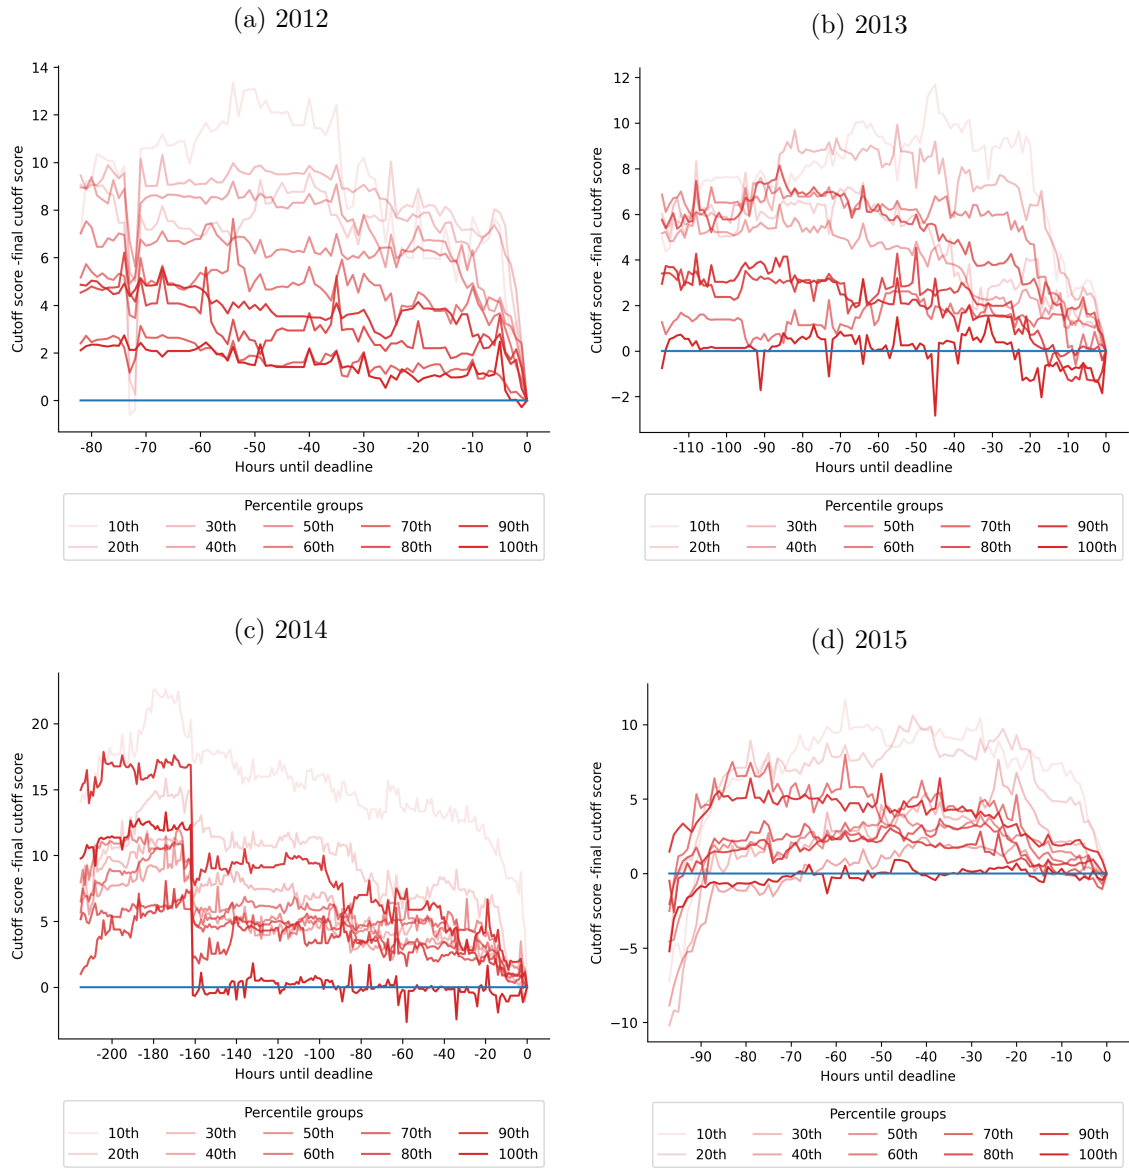 (a) 2012
14
12
10
8
6
4
2
0
Cutoff score -final cutoff score
-80 -70 -60 -50 -40 -30 -20 -10 0
Hours until deadline
Percentile groups
10th 30th 50th 70th 90th
20th 40th 60th 80th 100th
(b) 2013
12
10
8
6
4
2
0
−2
Cutoff score -final cutoff score
-110 -100 -90 -80 -70 -60 -50 -40 -30 -20 -10 0
Hours until deadline
Percentile groups
10th 30th 50th 70th 90th
20th 40th 60th 80th 100th
(c) 2014
20
15
10
5
0
Cutoff score -final cutoff score
-200 -180 -160 -140 -120 -100 -80 -60 -40 -20 0
Hours until deadline
Percentile groups
10th 30th 50th 70th 90th
20th 40th 60th 80th 100th
(d) 2015
10
5
0
−5
−10
Cutoff score -final cutoff score
-90 -80 -70 -60 -50 -40 -30 -20 -10 0
Hours until deadline
Percentile groups
10th 30th 50th 70th 90th
20th 40th 60th 80th 100th